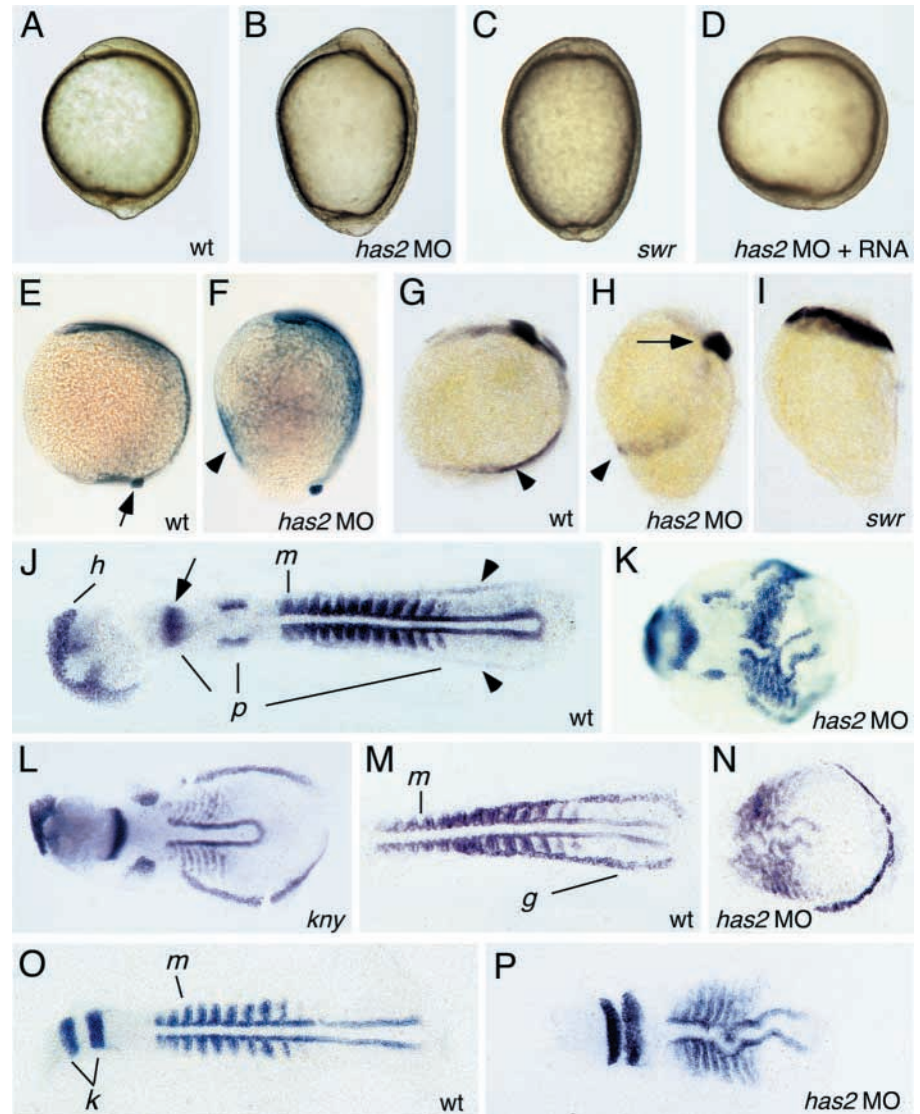 A B C D
wt has2 MO swr has2 MO + RNA
E F G H I
wt has2 MO wt has2 MO swr
J h m K
p
wt has2 MO
L M m N
g
kny wt has2 MO
O m P
k
wt has2 MO